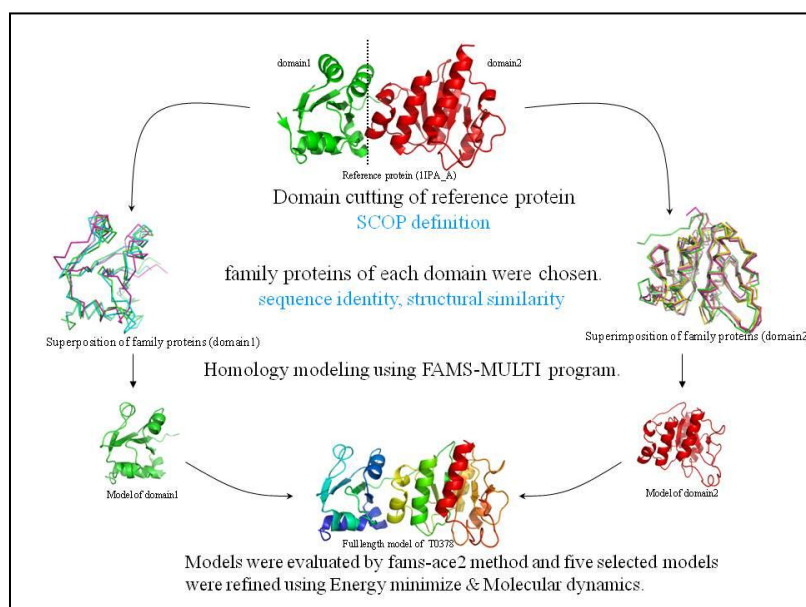 domain1
domain2
Reference protein (1IPA_A)
Domain cutting of reference protein
SCOP definition
family proteins of each domain were chosen.
sequence identity, structural similarity
Superposition of family proteins (domain1)
Superimposition of family proteins (domain2
Homology modeling using FAMS-MULTI program.
Model of domain1
Model of domain2
Full length model of T0378
Models were evaluated by fams-ace2 method and five selected models
were refined using Energy minimize & Molecular dynamics.